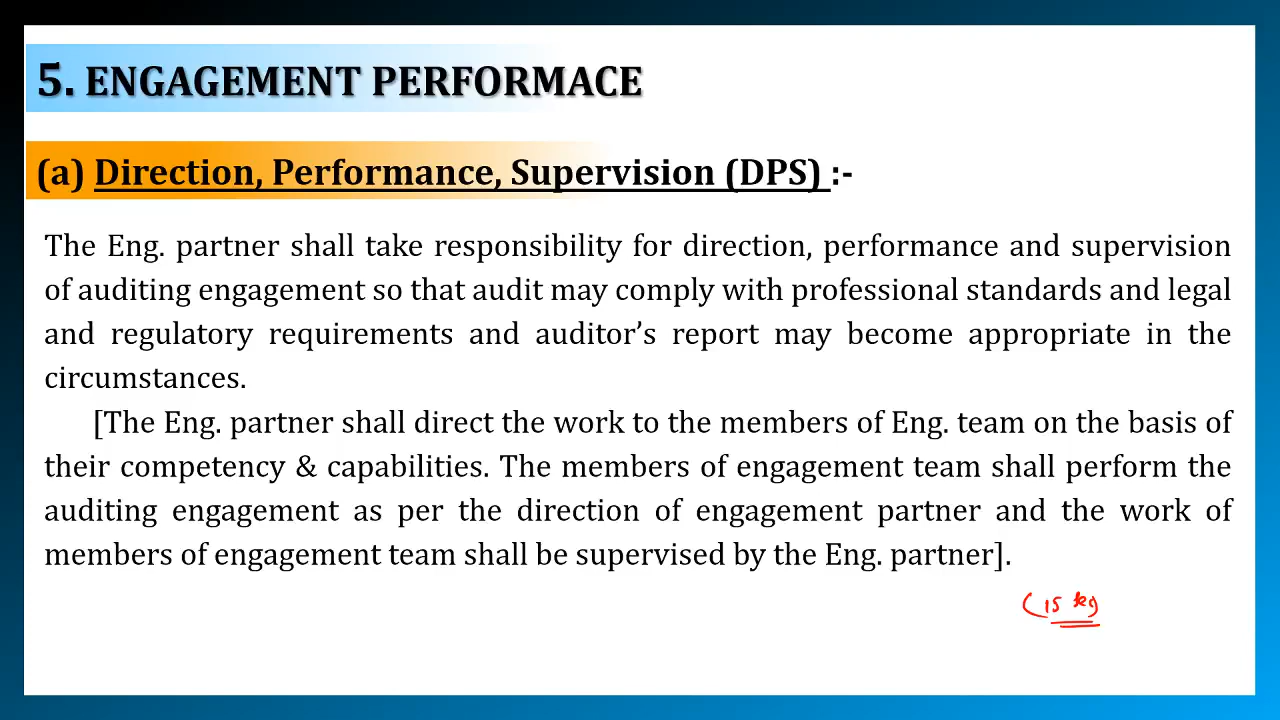 5. ENGAGEMENT PERFORMACE
(a) Direction, Performance, Supervision (DPS) :-
The Eng. partner shall take responsibility for direction, performance and supervision
of auditing engagement so that audit may comply with professional standards and legal
and regulatory requirements and auditor’s report may become appropriate in the
circumstances.
[The Eng. partner shall direct the work to the members of Eng. team on the basis of
their competency & capabilities. The members of engagement team shall perform the
auditing engagement as per the direction of engagement partner and the work of
members of engagement team shall be supervised by the Eng. partner].
(15 kg)